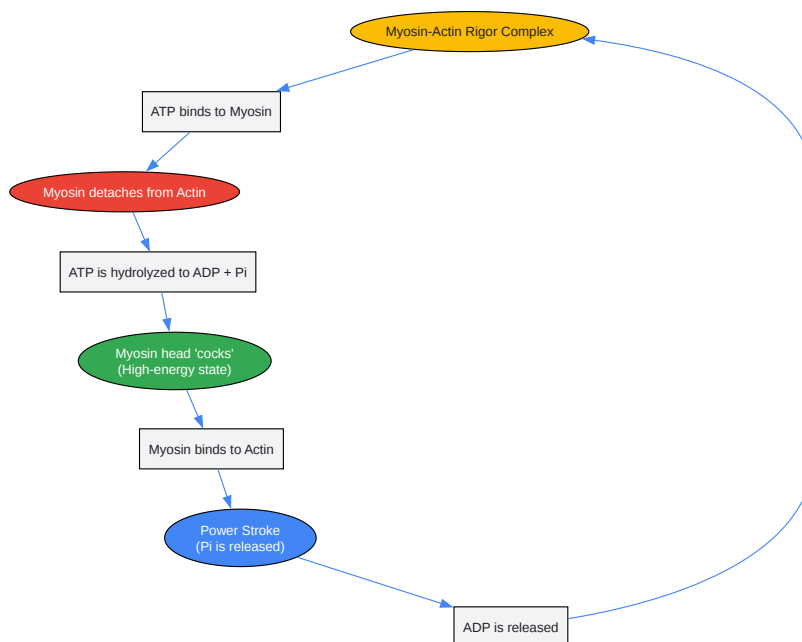 Myosin-Actin Rigor Complex
ATP binds to Myosin
Myosin detaches from Actin
ATP is hydrolyzed to ADP + Pi
Myosin head 'cocks'
(High-energy state)
Myosin binds to Actin
Power Stroke
(Pi is released)
ADP is released